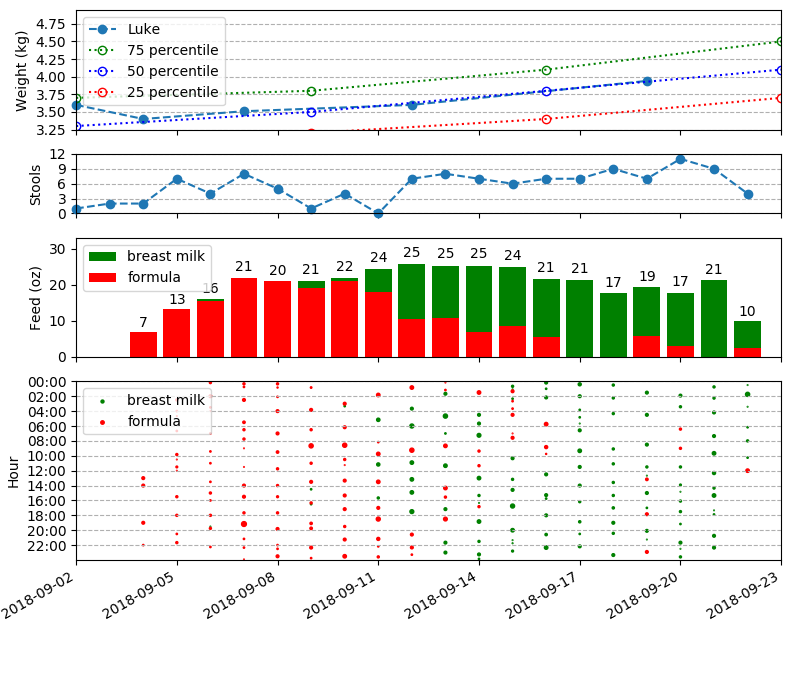 Weight (kg)
4.75
4.50
4.25
4.00
3.75
3.50
3.25
Luke
75 percentile
50 percentile
25 percentile
Stools
12
9
6
3
0
Feed (oz)
30
20
10
0
breast milk
formula
7 13 16 21 20 21 22 24 25 25 25 24 21 21 17 19 17 21 10
Hour
00:00
02:00
04:00
06:00
08:00
10:00
12:00
14:00
16:00
18:00
20:00
22:00
breast milk
formula
2018-09-02 2018-09-05 2018-09-08 2018-09-11 2018-09-14 2018-09-17 2018-09-20 2018-09-23